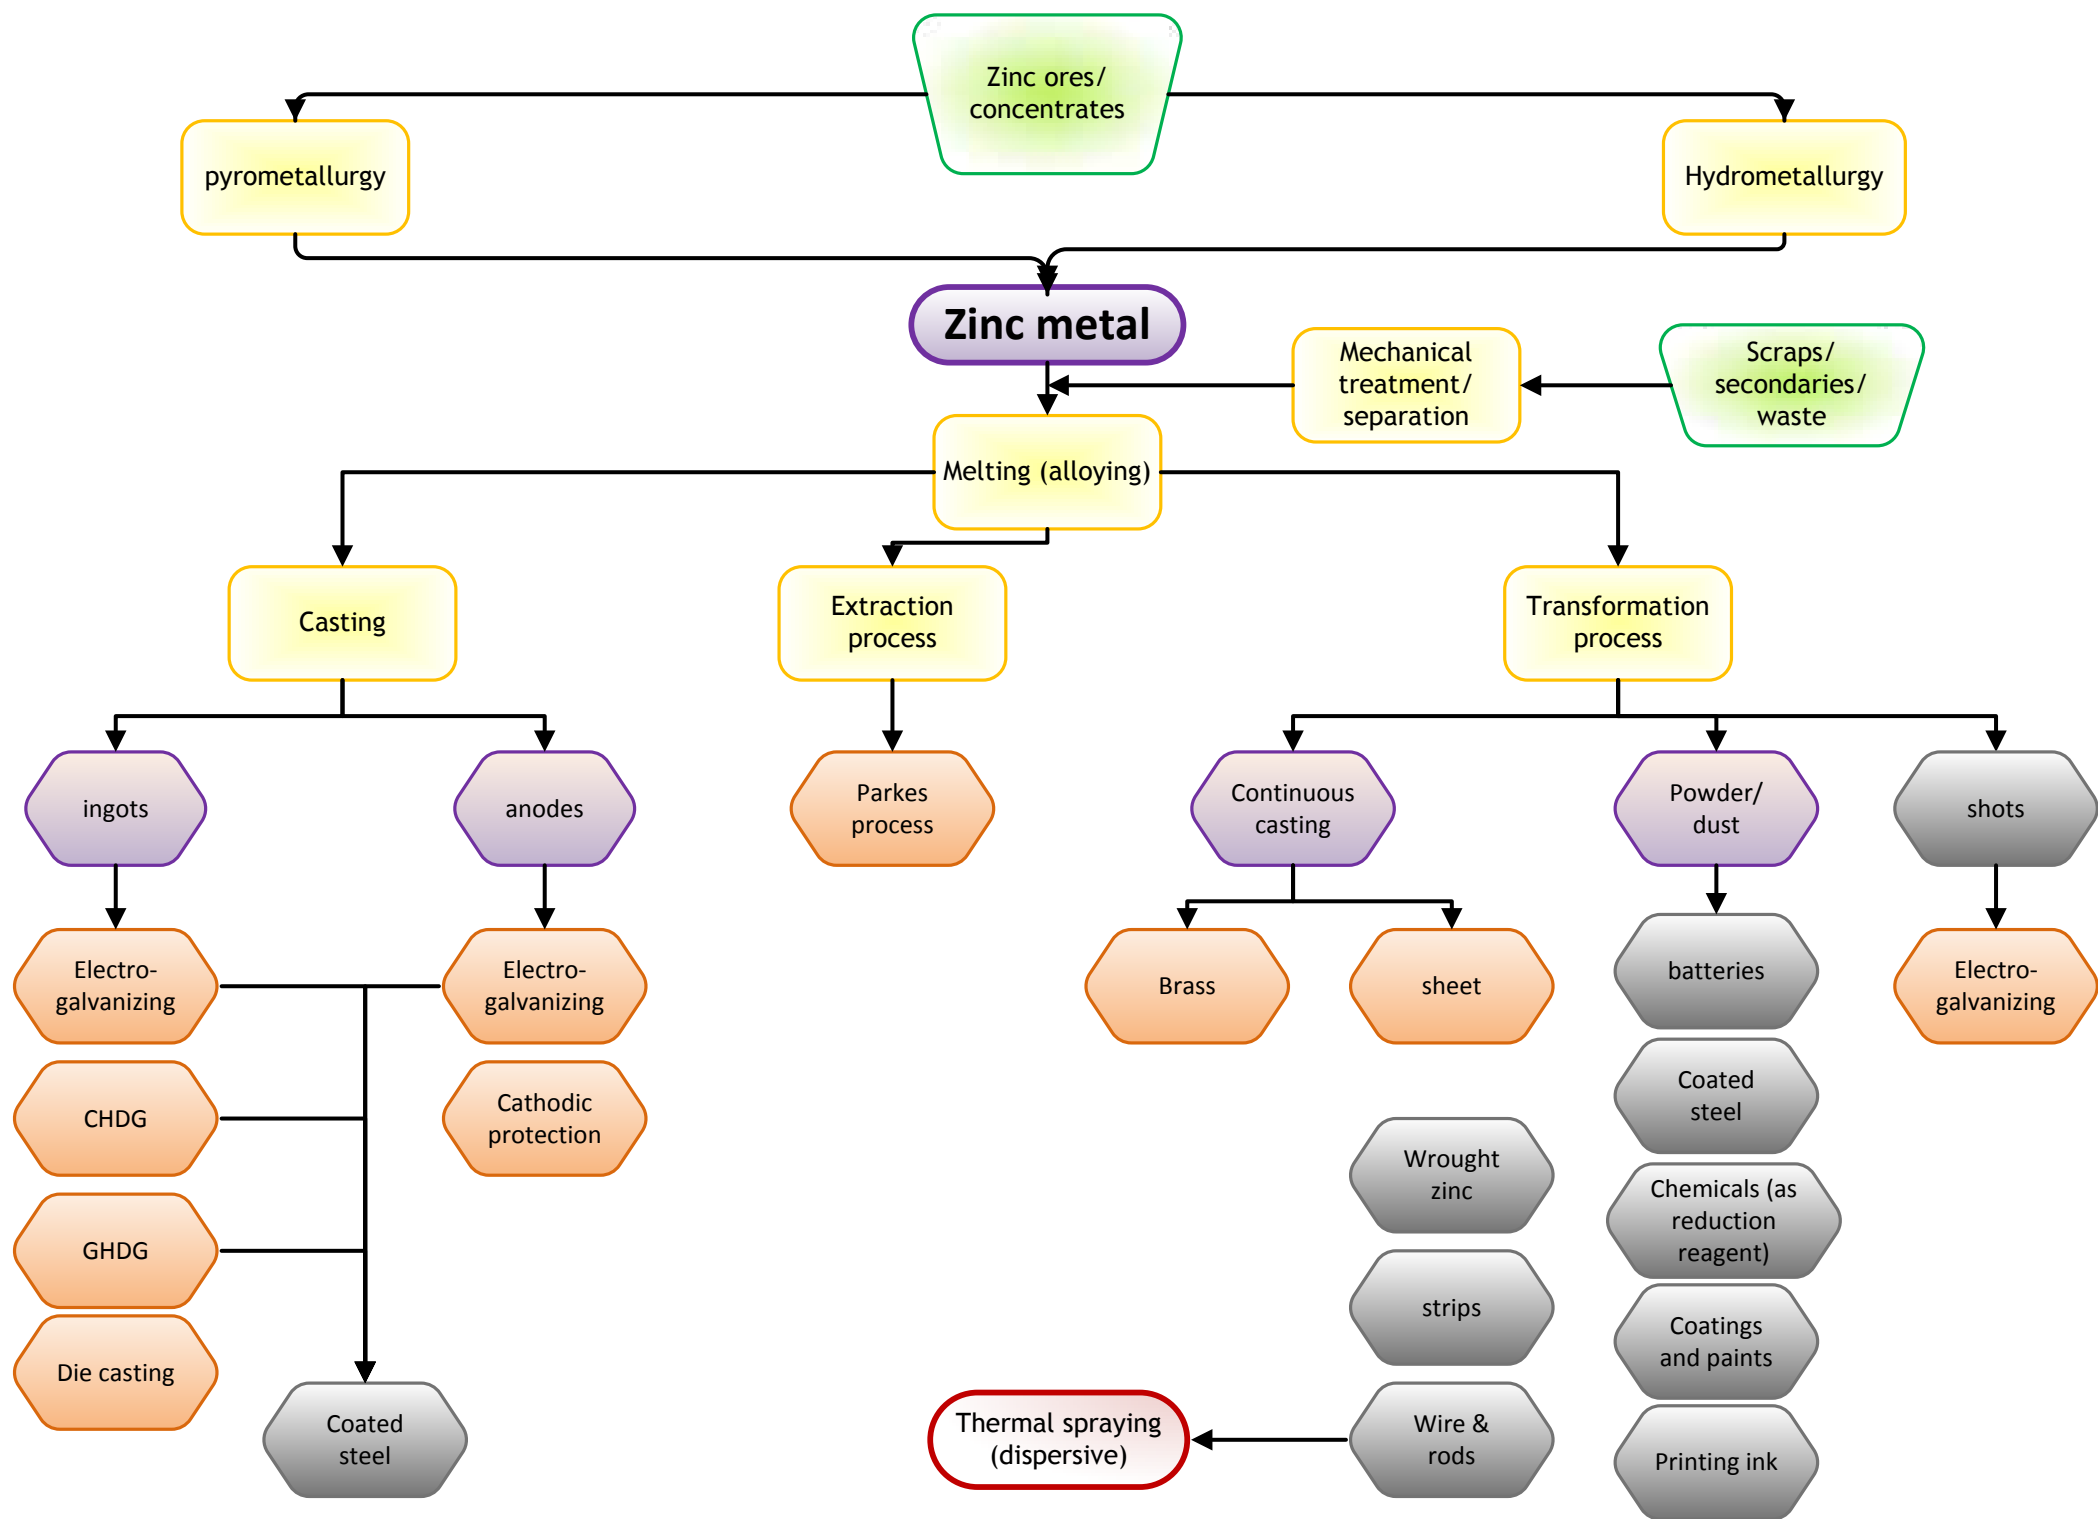 Zinc ores/
concentrates
pyrometallurgy
Hydrometallurgy
Zinc metal
Mechanical
treatment/
separation
Scraps/
secondaries/
waste
Melting (alloying)
Casting
Extraction
process
Transformation
process
ingots
anodes
Parkes
process
Continuous
casting
Powder/
dust
shots
Electro-
galvanizing
Electro-
galvanizing
Brass
sheet
batteries
Electro-
galvanizing
CHDG
Cathodic
protection
Coated
steel
Wrought
zinc
Chemicals (as
reduction
reagent)
GHDG
strips
Coatings
and paints
Die casting
Coated
steel
Thermal spraying
(dispersive)
Wire &
rods
Printing ink